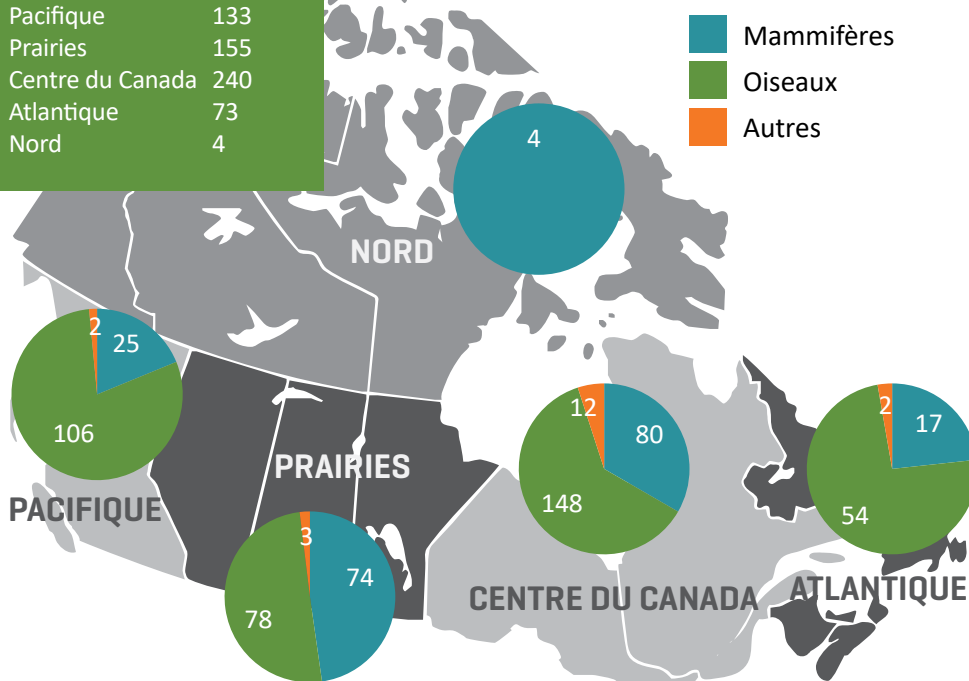 Pacifique 133
Prairies 155
Centre du Canada 240
Atlantique 73
Nord 4
Mammifères
Oiseaux
Autres
4
NORD
2
25
106
PACIFIQUE
PRAIRIES
3
74
78
12
80
148
CENTRE DU CANADA
2
17
54
ATLANTIQUE